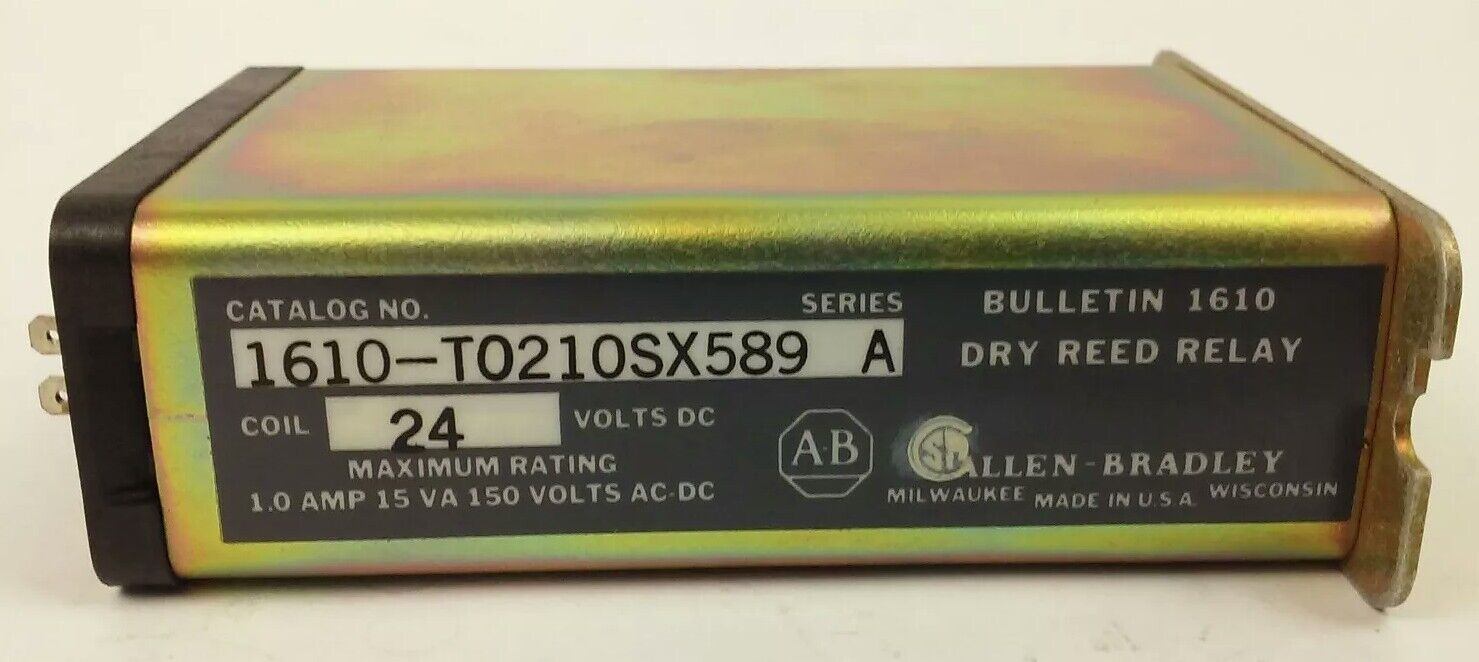 CATALOG NO. SERIES
1610-T0210SX589 A
COIL 24 VOLTS DC
MAXIMUM RATING
1.0 AMP 15 VA 150 VOLTS AC-DC
BULLETIN 1610
DRY REED RELAY
A·B
ALLEN-BRADLEY
MILWAUKEE MADE IN U.S.A. WISCONSIN